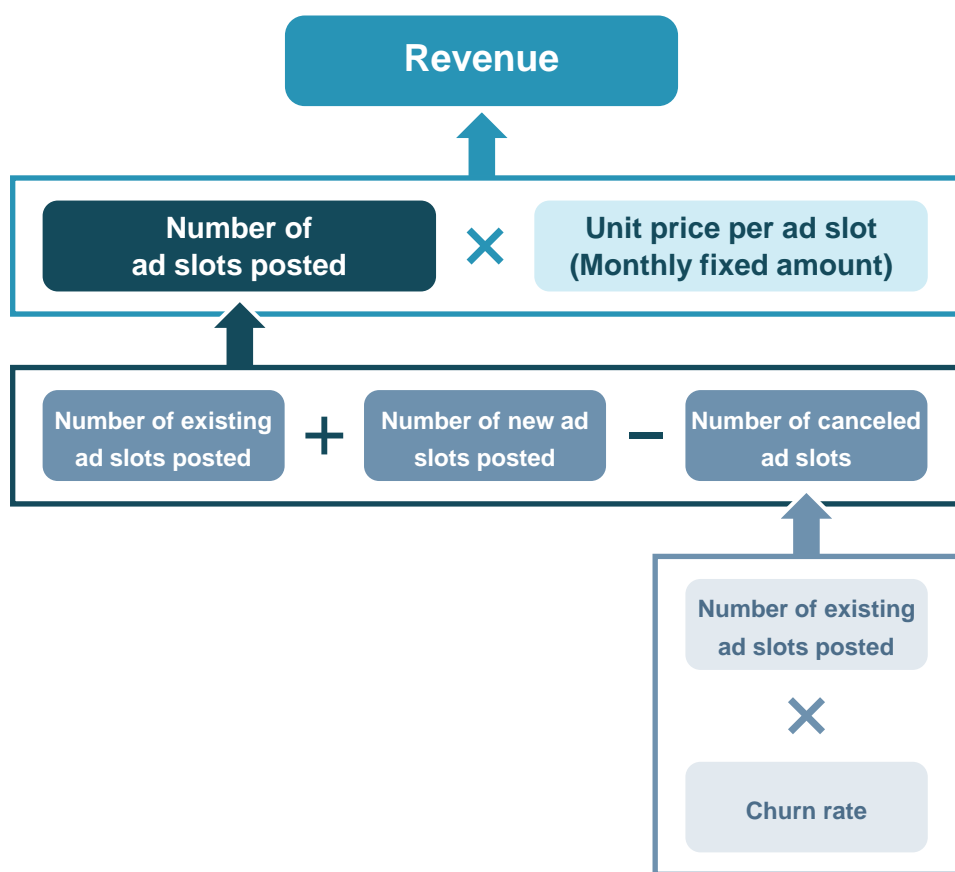 Revenue
Number of
ad slots posted
×
Unit price per ad slot
(Monthly fixed amount)
Number of existing
ad slots posted
+
Number of new ad
slots posted
−
Number of canceled
ad slots
Number of existing
ad slots posted
×
Churn rate